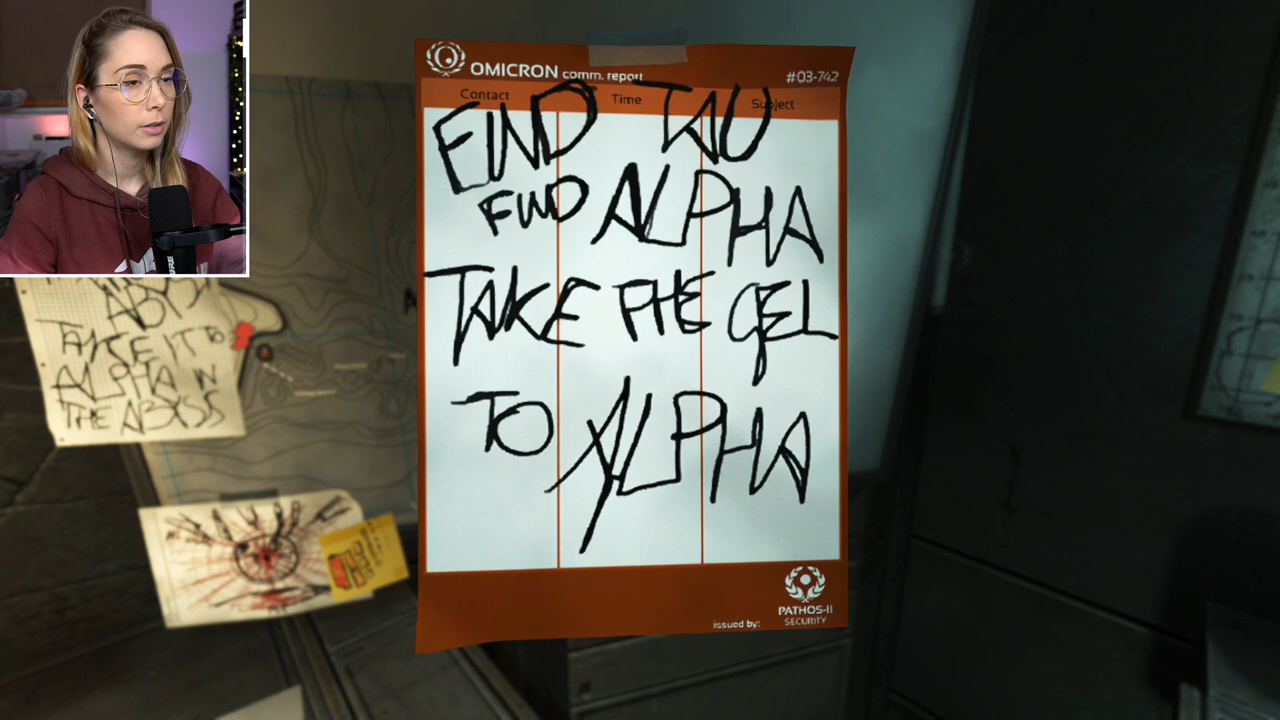 OMICRON comm. report #03-742
Contact Time Subject
FIND TAU
FIND ALPHA
TAKE THE GEL
TO ALPHA
PATHOS-II
SECURITY
issued by:
ABYSS
TAKE IT TO
ALPHA IN
THE ABYSS